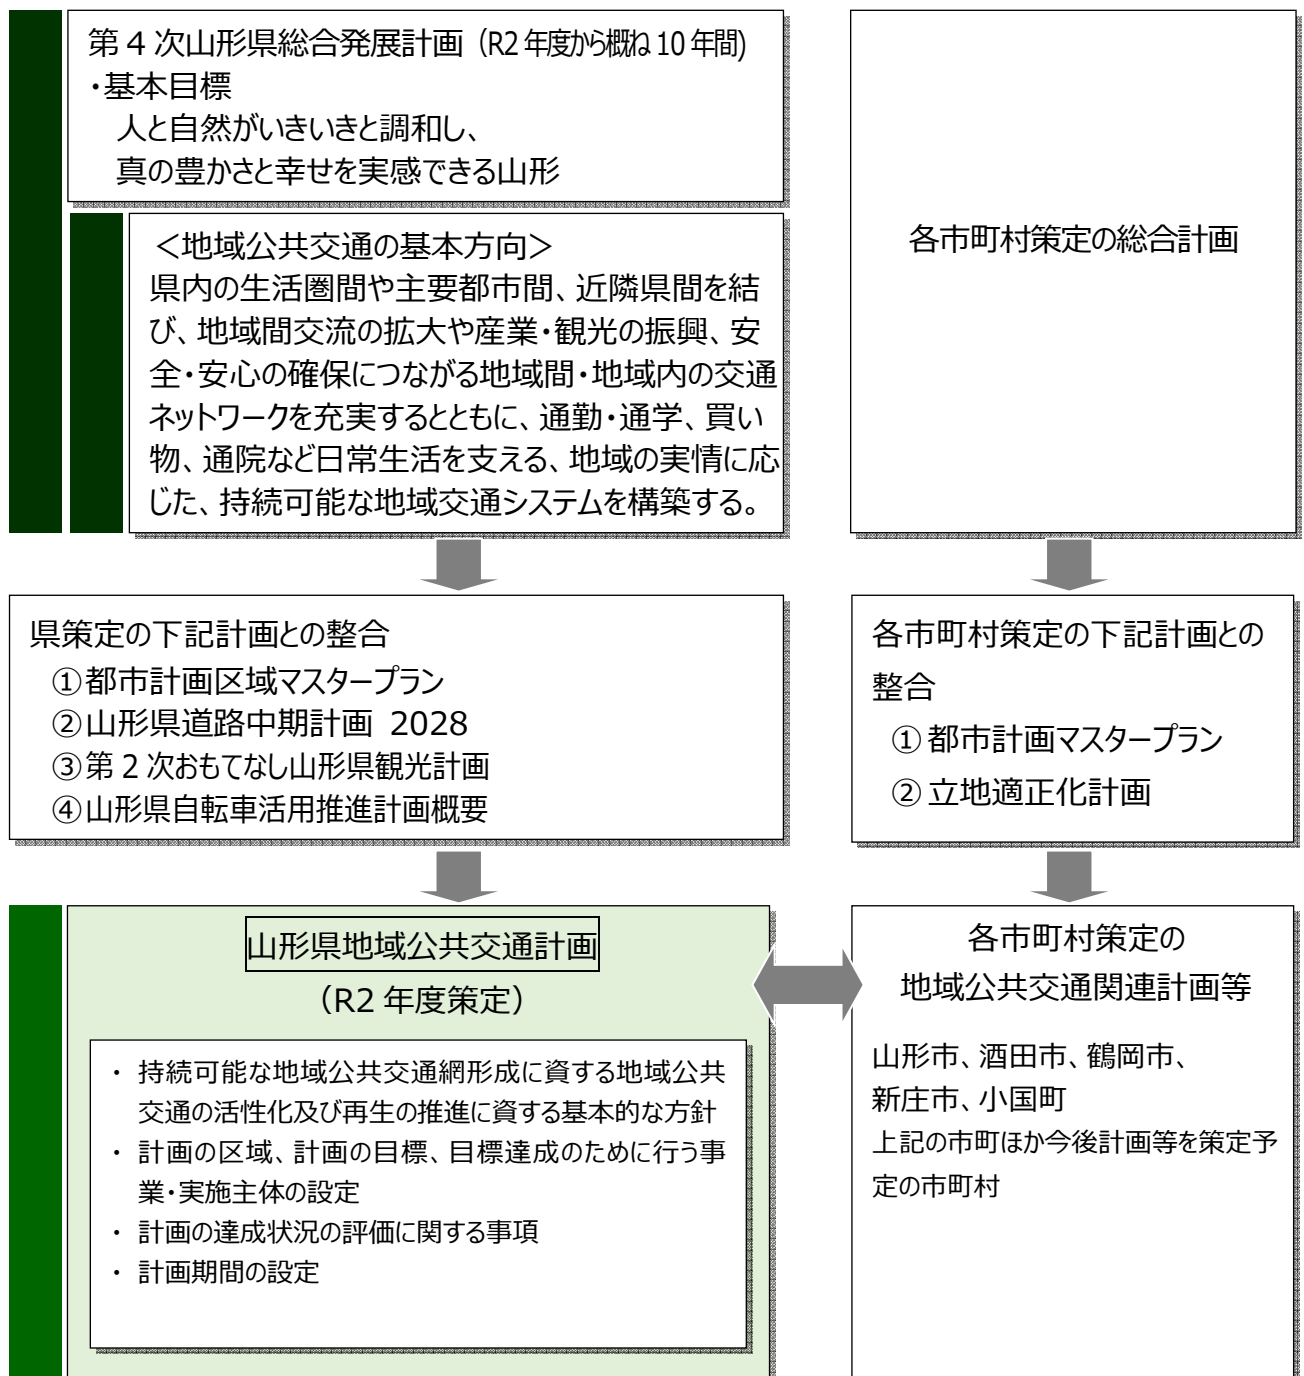 第4次山形県総合発展計画（R2年度から概ね10年間)
・基本目標
人と自然がいきいきと調和し、
真の豊かさと幸せを実感できる山形
＜地域公共交通の基本方向＞
県内の生活圏間や主要都市間、近隣県間を結
び、地域間交流の拡大や産業・観光の振興、安
全・安心の確保につながる地域間・地域内の交通
ネットワークを充実するとともに、通勤・通学、買い
物、通院など日常生活を支える、地域の実情に応
じた、持続可能な地域交通システムを構築する。
各市町村策定の総合計画
県策定の下記計画との整合
①都市計画区域マスタープラン
②山形県道路中期計画 2028
③第2次おもてなし山形県観光計画
④山形県自転車活用推進計画概要
各市町村策定の下記計画との
整合
①都市計画マスタープラン
②立地適正化計画
山形県地域公共交通計画
（R2年度策定）
・ 持続可能な地域公共交通網形成に資する地域公共
交通の活性化及び再生の推進に資する基本的な方針
・ 計画の区域、計画の目標、目標達成のために行う事
業・実施主体の設定
・ 計画の達成状況の評価に関する事項
・ 計画期間の設定
各市町村策定の
地域公共交通関連計画等
山形市、酒田市、鶴岡市、
新庄市、小国町
上記の市町ほか今後計画等を策定予
定の市町村